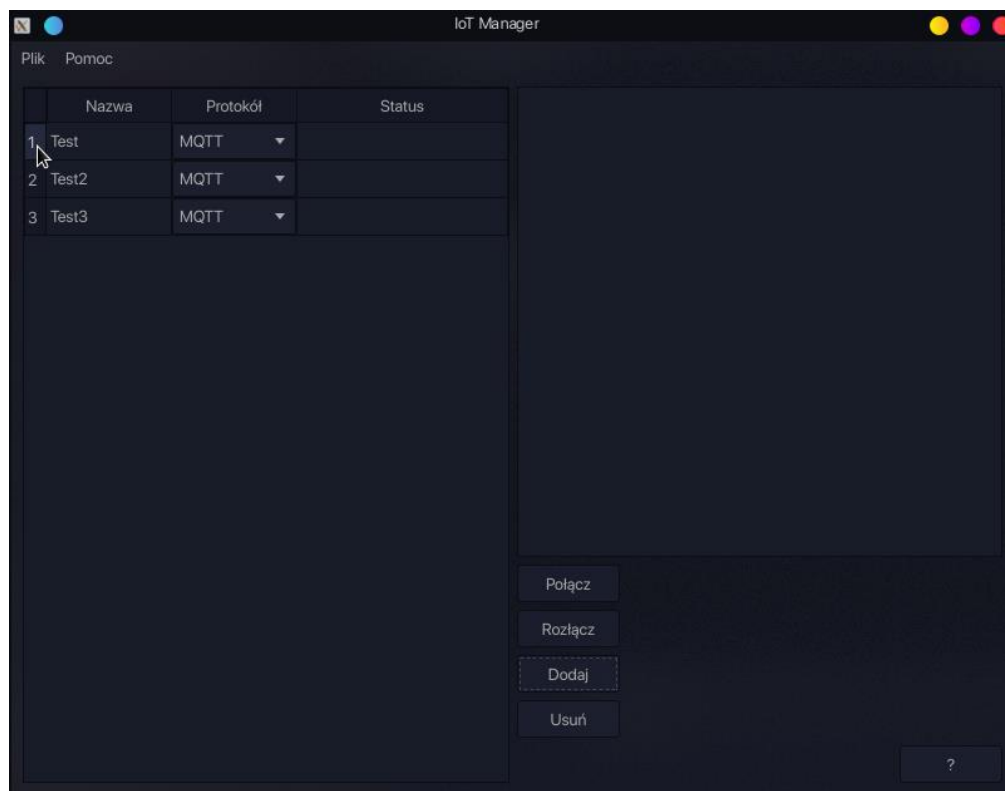 IoT Manager
Plik Pomoc
Nazwa Protokół Status
1 Test MQTT
2 Test2 MQTT
3 Test3 MQTT
Połącz
Rozłącz
Dodaj
Usuń
?